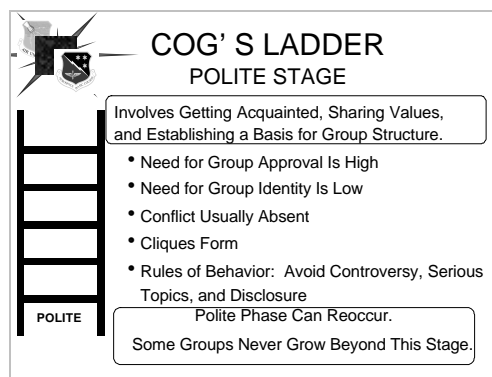 COG' S LADDER
POLITE STAGE
Involves Getting Acquainted, Sharing Values,
and Establishing a Basis for Group Structure.
• Need for Group Approval Is High
• Need for Group Identity Is Low
• Conflict Usually Absent
• Cliques Form
• Rules of Behavior:  Avoid Controversy, Serious
Topics, and Disclosure
POLITE
Polite Phase Can Reoccur.
Some Groups Never Grow Beyond This Stage.